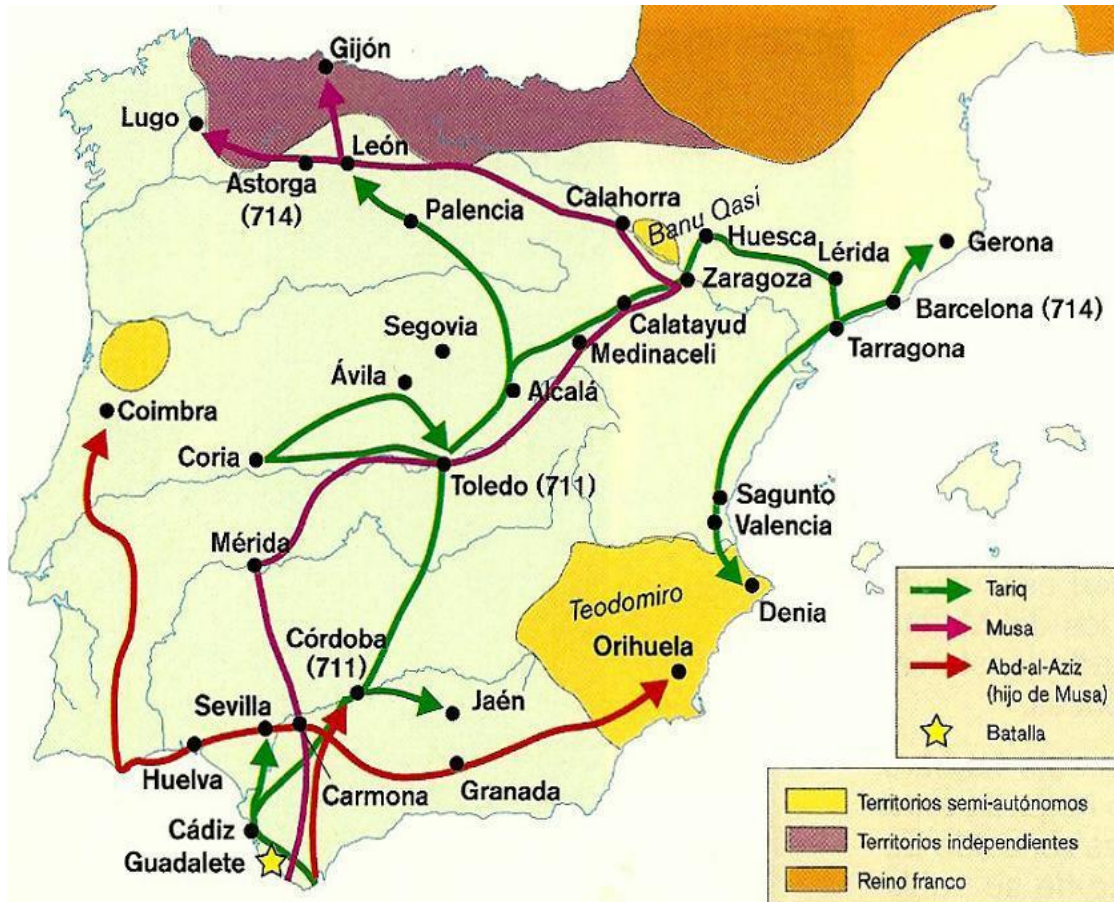 Gijón
Lugo
León
Astorga
(714)
Palencia
Calahorra
Banu Qasi
Huesca
Lérida
Gerona
Zaragoza
Barcelona (714)
Calatayud
Tarragona
Segovia
Medinaceli
Ávila
Alcalá
Coimbra
Coria
Toledo (711)
Sagunto
Valencia
Mérida
Denia
Teodomiro
Orihuela
Córdoba
(711)
Sevilla
Jaén
Huelva
Carmona
Granada
Cádiz
Guadalete
Tariq
Musa
Abd-al-Aziz
(hijo de Musa)
Batalla
Territorios semi-autónomos
Territorios independientes
Reino franco